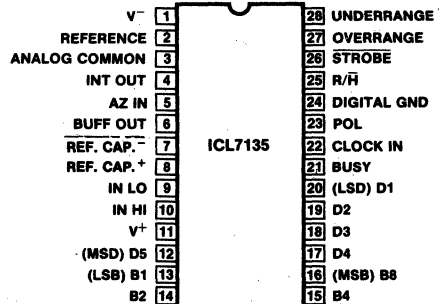 V⁻ 1 28 UNDERRANGE
REFERENCE 2 27 OVERRANGE
ANALOG COMMON 3 26 STROBE
INT OUT 4 25 R/H
AZ IN 5 24 DIGITAL GND
BUFF OUT 6 23 POL
REF. CAP.⁻ 7 ICL7135 22 CLOCK IN
REF. CAP.⁺ 8 21 BUSY
IN LO 9 20 (LSD) D1
IN HI 10 19 D2
V⁺ 11 18 D3
(MSD) D5 12 17 D4
(LSB) B1 13 16 (MSB) B8
B2 14 15 B4